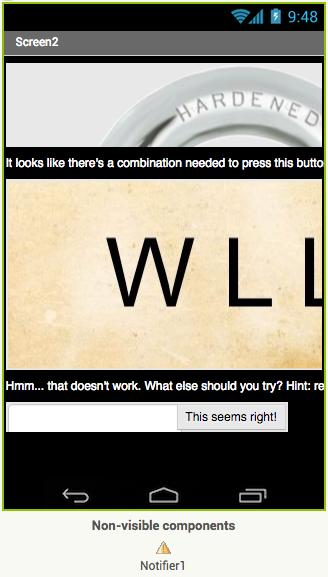 9:48
Screen2
HARDENED
It looks like there's a combination needed to press this butto
W L L
Hmm... that doesn't work. What else should you try? Hint: re
This seems right!
Non-visible components
Notifier1